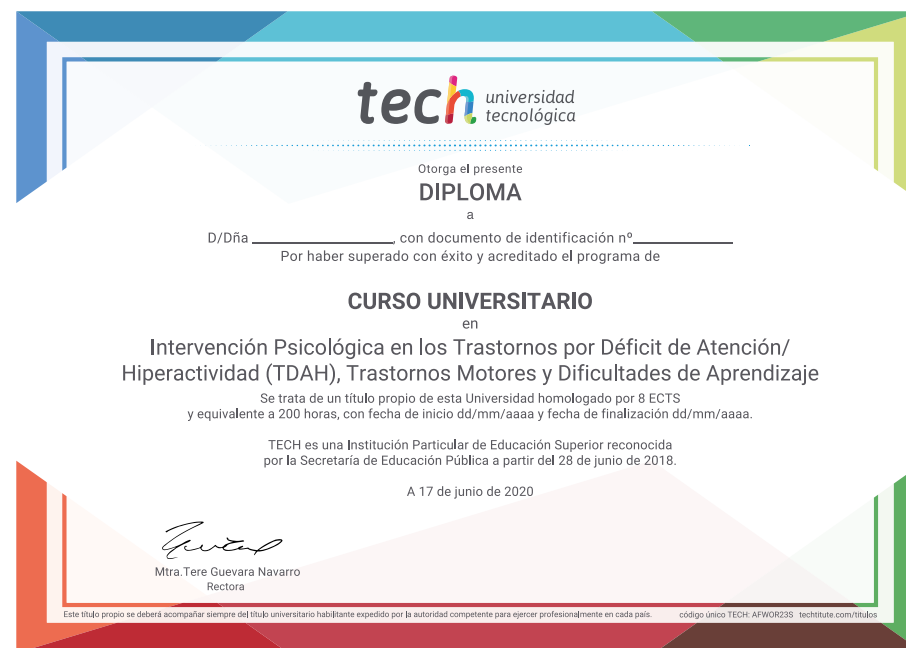 tech universidad
tecnológica
Otorga el presente
DIPLOMA
a
D/Dña ____________, con documento de identificación nº____________
Por haber superado con éxito y acreditado el programa de
CURSO UNIVERSITARIO
en
Intervención Psicológica en los Trastornos por Déficit de Atención/
Hiperactividad (TDAH), Trastornos Motores y Dificultades de Aprendizaje
Se trata de un título propio de esta Universidad homologado por 8 ECTS
y equivalente a 200 horas, con fecha de inicio dd/mm/aaaa y fecha de finalización dd/mm/aaaa.
TECH es una Institución Particular de Educación Superior reconocida
por la Secretaría de Educación Pública a partir del 28 de junio de 2018.
A 17 de junio de 2020
Mtra.Tere Guevara Navarro
Rectora
Este título propio se deberá acompañar siempre del título universitario habilitante expedido por la autoridad competente para ejercer profesionalmente en cada país. código único TECH: AFWOR23S techtitute.com/titulos